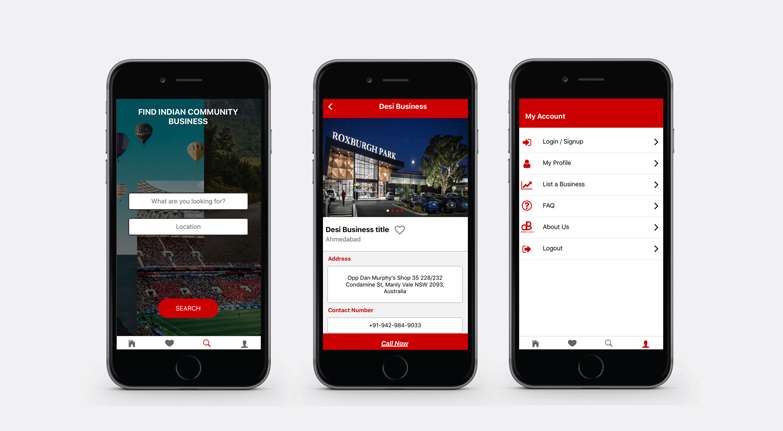 FIND INDIAN COMMUNITY
BUSINESS
What are you looking for?
Location
SEARCH
Desi Business
ROXBURGH PARK
Desi Business title
Ahmedabad
Address
Opp Dan Murphy's Shop 35 228/232
Condamine St, Manly Vale NSW 2093,
Australia
Contact Number
+91-942-984-9033
Call Now
My Account
Login / Signup
My Profile
List a Business
FAQ
dB
About Us
Logout